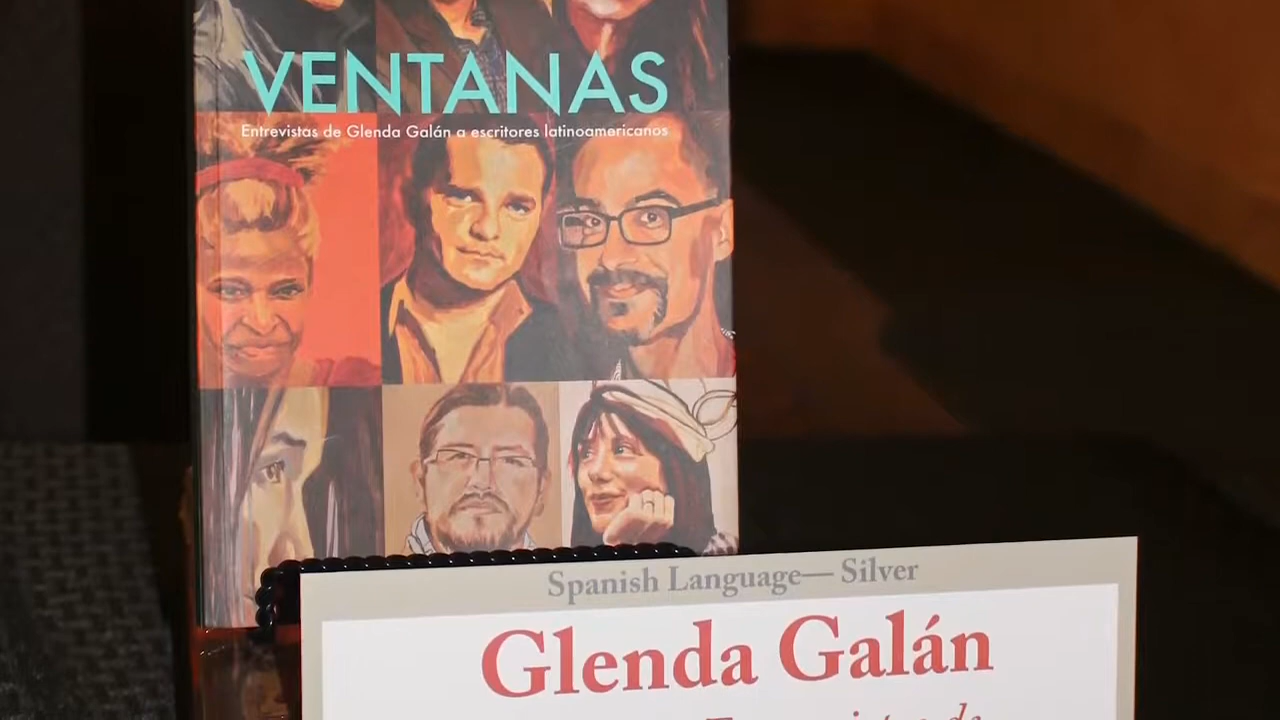 VENTANAS
Entrevistas de Glenda Galán a escritores latinoamericanos
Spanish Language— Silver
Glenda Galán